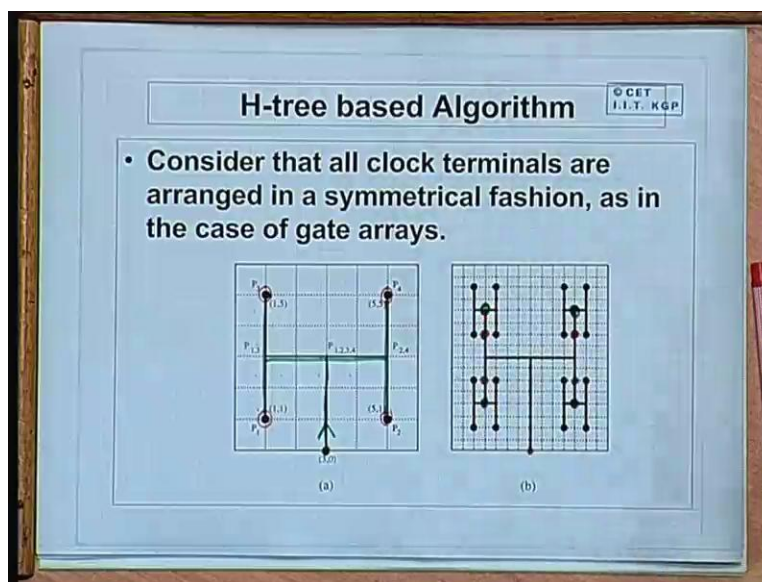 H-tree based Algorithm
© CET
I.I.T. KGP
• Consider that all clock terminals are
arranged in a symmetrical fashion, as in
the case of gate arrays.
P3
P4
(1,5)
(5,5)
P1,3
P1,2,3,4
P2,4
(1,1)
(5,1)
P1
P2
(3,0)
(a)
(b)